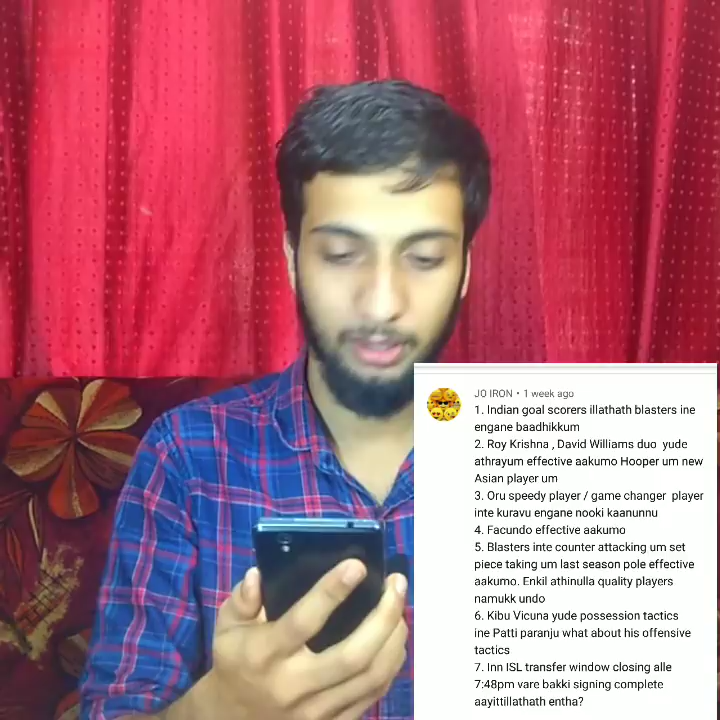 JO IRON • 1 week ago
1. Indian goal scorers illathath blasters ine
engane baadhikkum
2. Roy Krishna , David Williams duo yude
athrayum effective aakumo Hooper um new
Asian player um
3. Oru speedy player / game changer player
inte kuravu engane nooki kaanunnu
4. Facundo effective aakumo
5. Blasters inte counter attacking um set
piece taking um last season pole effective
aakumo. Enkil athinulla quality players
namukk undo
6. Kibu Vicuna yude possession tactics
ine Patti paranju what about his offensive
tactics
7. Inn ISL transfer window closing alle
7:48pm vare bakki signing complete
aayittillathath entha?